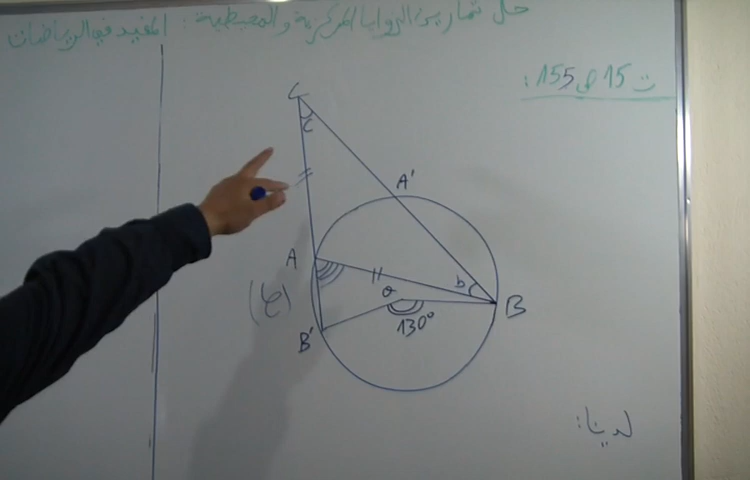 حل تمارين الزوايا المركزية والمحيطية : المفيد في الرياضيات
ت 15 ص 155 :
C
c
A'
A
b
O
B
(ع)
130°
B'
لدينا :